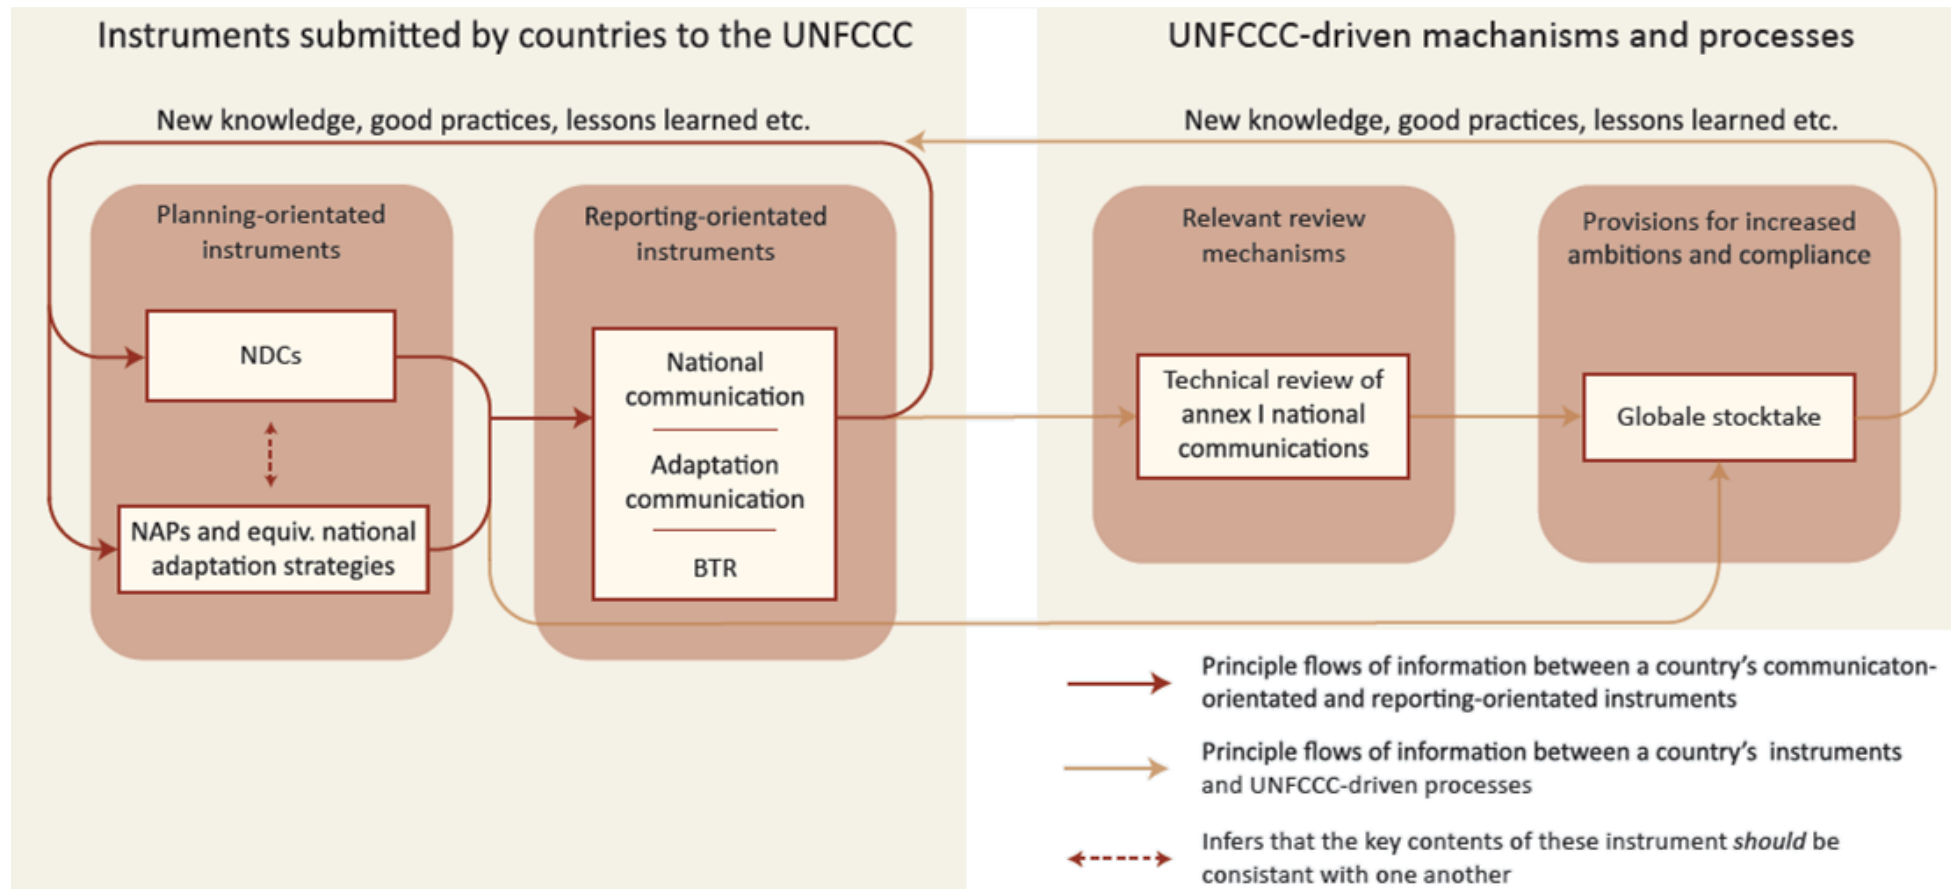 Instruments submitted by countries to the UNFCCC
New knowledge, good practices, lessons learned etc.
Planning-orientated
instruments
NDCs
NAPs and equiv. national
adaptation strategies
Reporting-orientated
instruments
National
communication
Adaptation
communication
BTR
UNFCCC-driven machanisms and processes
New knowledge, good practices, lessons learned etc.
Relevant review
mechanisms
Technical review of
annex I national
communications
Provisions for increased
ambitions and compliance
Globale stocktake
Principle flows of information between a country's communicaton-
orientated and reporting-orientated instruments
Principle flows of information between a country's instruments
and UNFCCC-driven processes
Infers that the key contents of these instrument should be
consistant with one another